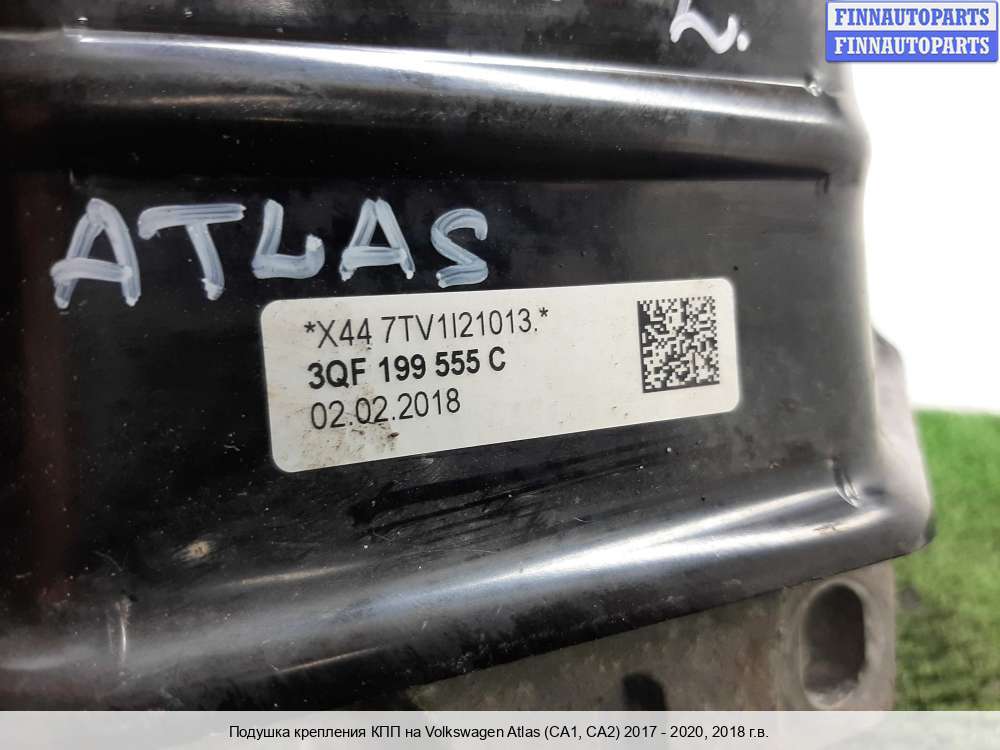 L.
FINNAUTOPARTS
FINNAUTOPARTS
ATLAS
*X44 7TV1I21013.*
3QF 199 555 C
02.02.2018
Подушка крепления КПП на Volkswagen Atlas (CA1, CA2) 2017 - 2020, 2018 г.в.